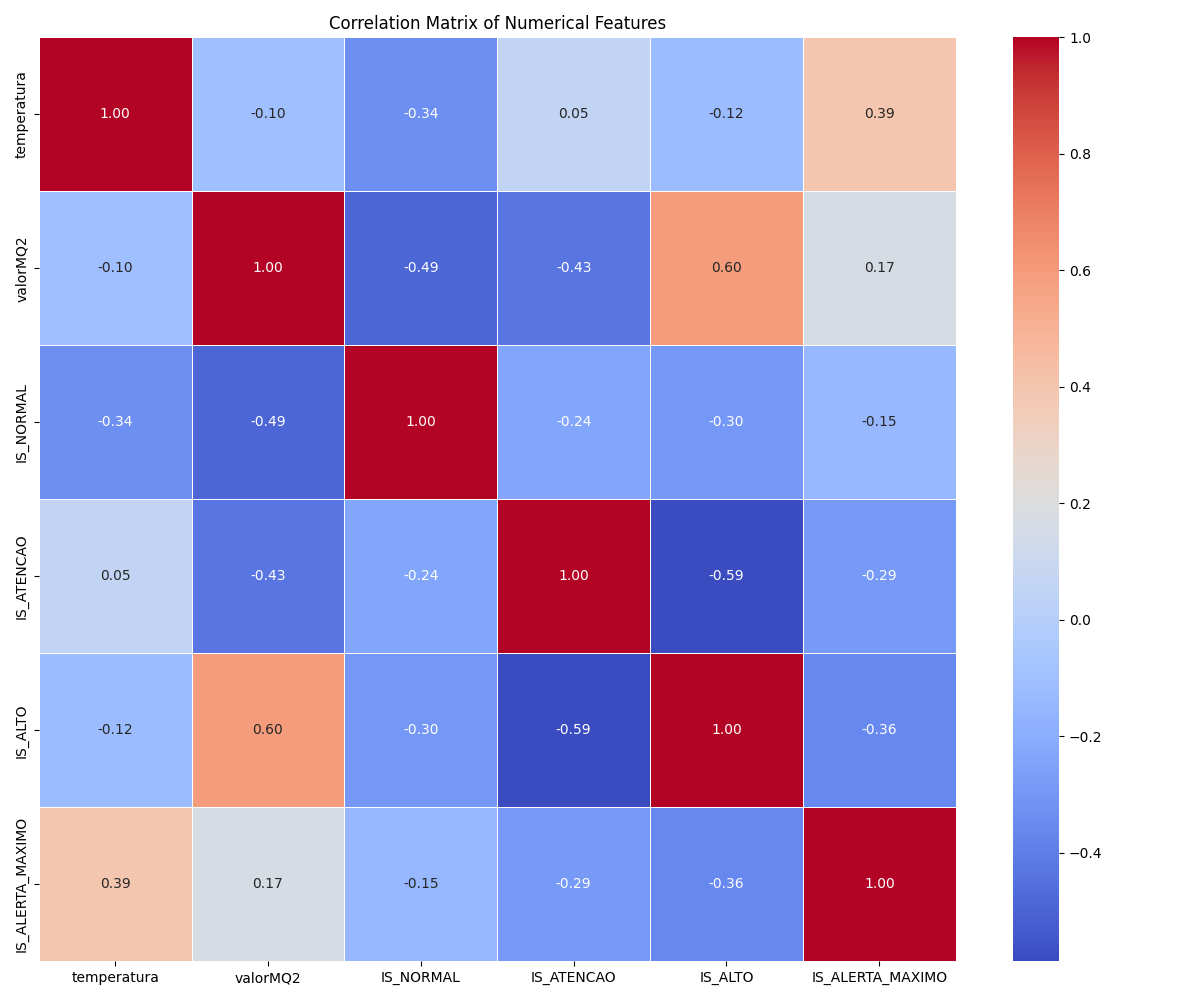 Correlation Matrix of Numerical Features
temperatura 1.00 -0.10 -0.34 0.05 -0.12 0.39
valorMQ2 -0.10 1.00 -0.49 -0.43 0.60 0.17
IS_NORMAL -0.34 -0.49 1.00 -0.24 -0.30 -0.15
IS_ATENCAO 0.05 -0.43 -0.24 1.00 -0.59 -0.29
IS_ALTO -0.12 0.60 -0.30 -0.59 1.00 -0.36
IS_ALERTA_MAXIMO 0.39 0.17 -0.15 -0.29 -0.36 1.00
temperatura valorMQ2 IS_NORMAL IS_ATENCAO IS_ALTO IS_ALERTA_MAXIMO
1.0
0.8
0.6
0.4
0.2
0.0
−0.2
−0.4